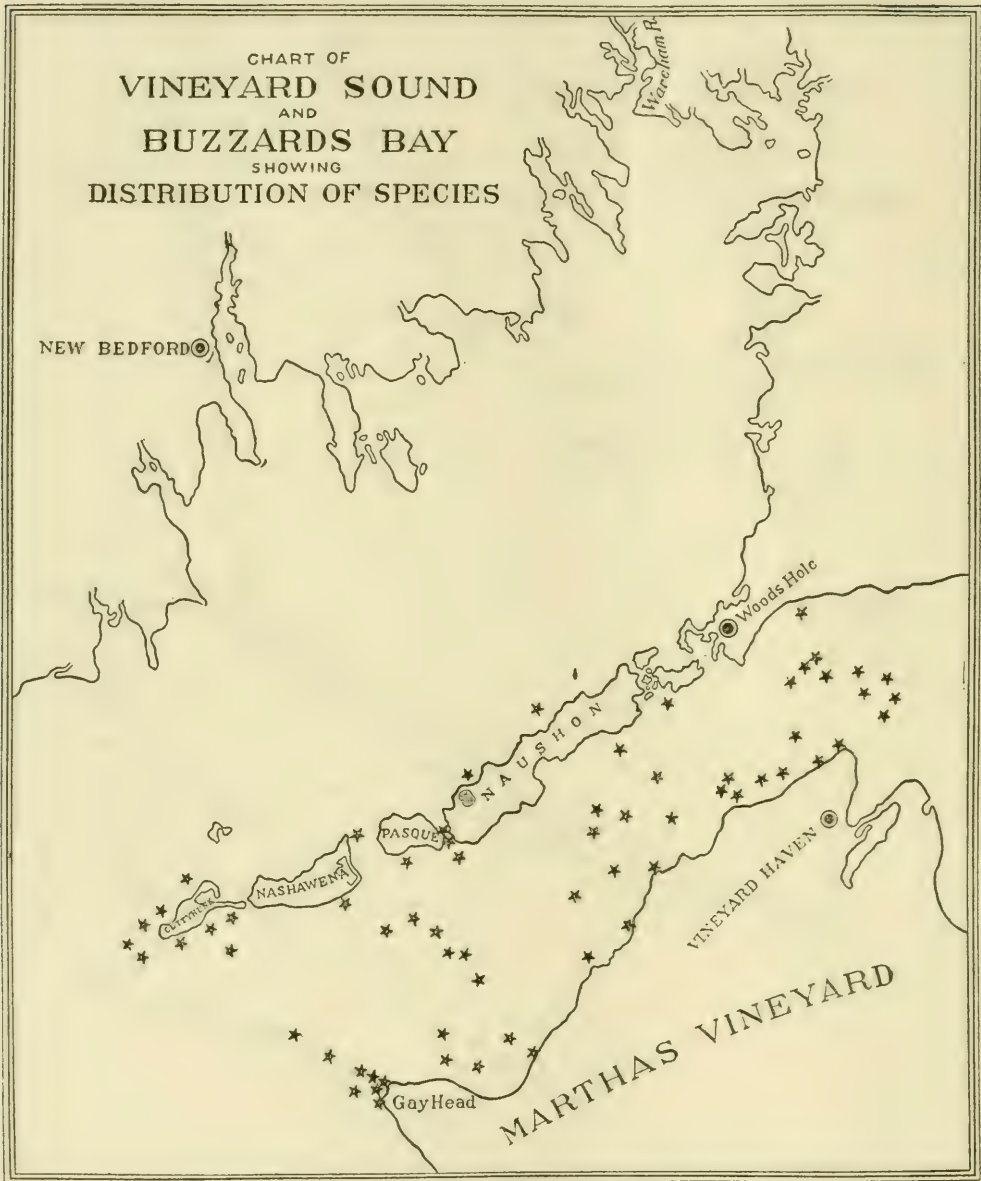 CHART OF
VINEYARD SOUND
AND
BUZZARDS BAY
SHOWING
DISTRIBUTION OF SPECIES
Wareham R.
NEW BEDFORD
Woods Hole
NAUSHON
PASQUE
NASHAWENA
CUTTYHUNK
VINEYARD HAVEN
MARTHAS VINEYARD
Gay Head